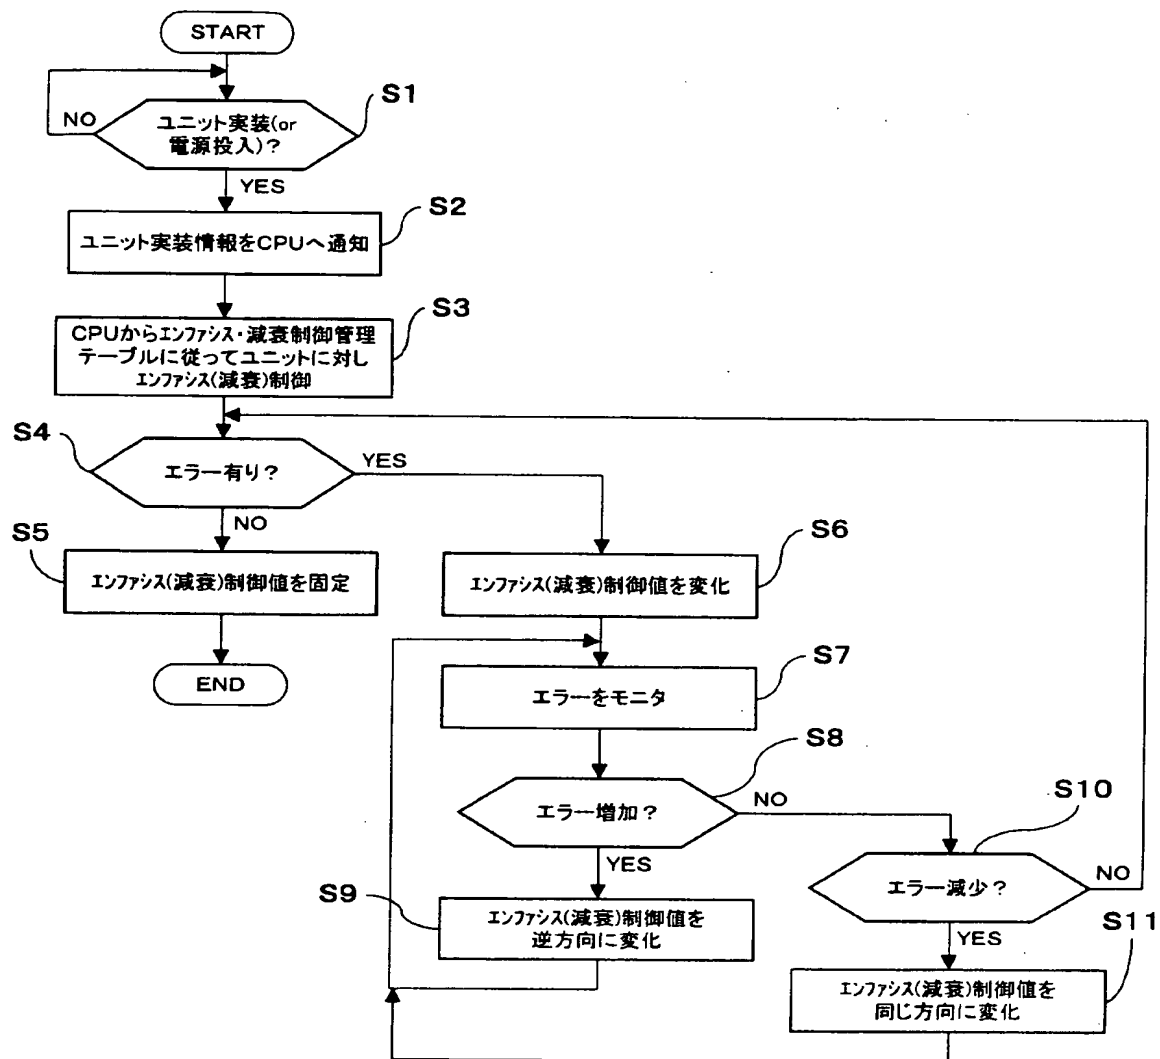 START
S1
NO
ユニット実装(or
電源投入)?
YES
S2
ユニット実装情報をCPUへ通知
S3
CPUからエンファシス・減衰制御管理
テーブルに従ってユニットに対し
エンファシス(減衰)制御
S4
エラー有り?
YES
NO
S5
エンファシス(減衰)制御値を固定
END
S6
エンファシス(減衰)制御値を変化
S7
エラーをモニタ
S8
エラー増加?
NO
YES
S9
エンファシス(減衰)制御値を
逆方向に変化
S10
エラー減少?
NO
YES
S11
エンファシス(減衰)制御値を
同じ方向に変化